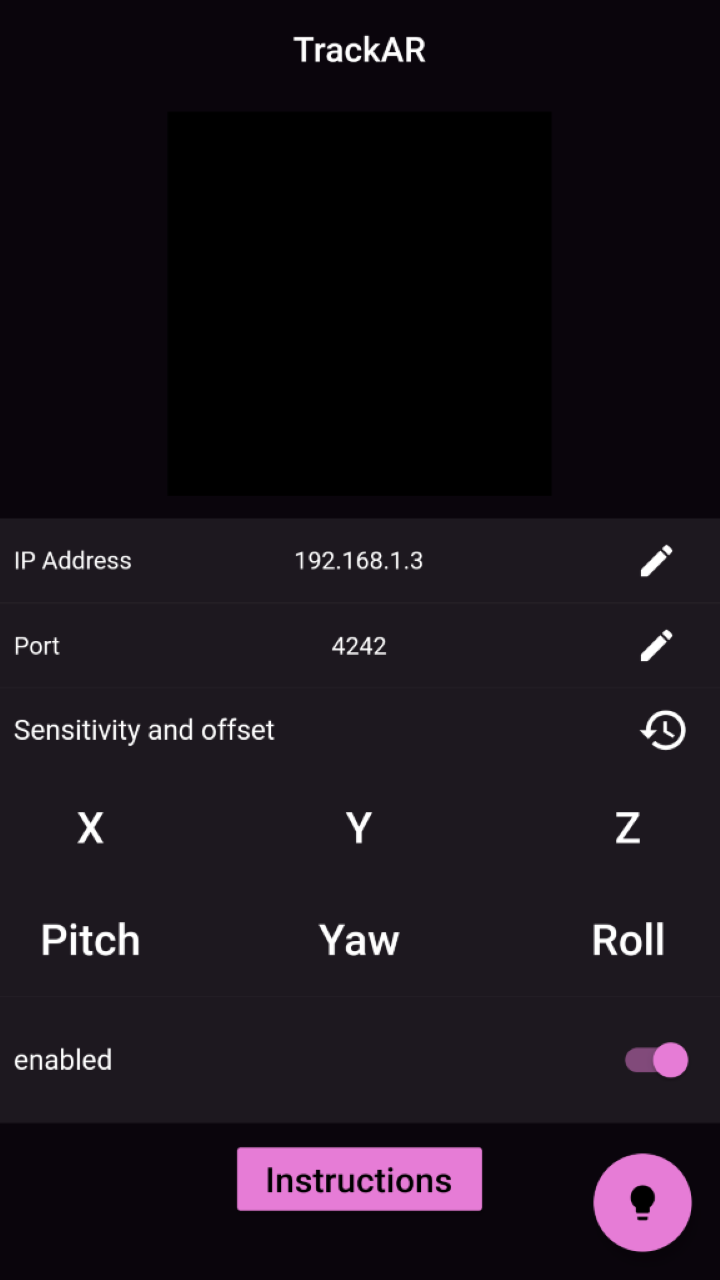 TrackAR
IP Address 192.168.1.3
Port 4242
Sensitivity and offset
X Y Z
Pitch Yaw Roll
enabled
Instructions